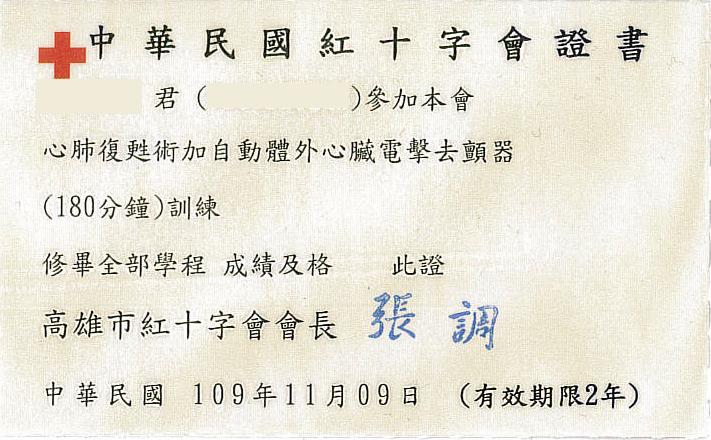 中華民國紅十字會證書
君 ( )參加本會
心肺復甦術加自動體外心臟電擊去顫器
(180分鐘)訓練
修畢全部學程 成績及格 此證
高雄市紅十字會會長 張調
中華民國 109年11月09日 (有效期限2年)